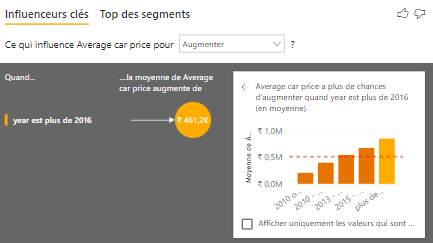 Influenceurs clés Top des segments
Ce qui influence Average car price pour Augmenter ?
Quand...
...la moyenne de Average
car price augmente de
year est plus de 2016
₹ 461,2K
Average car price a plus de chances
d'augmenter quand year est plus de 2016
(en moyenne).
Moyenne de A...
₹ 1,0M
₹ 0,5M
₹ 0,0M
2010 o...
2010 - ...
2013 - ...
2015 - ...
plus de...
Afficher uniquement les valeurs qui sont ...